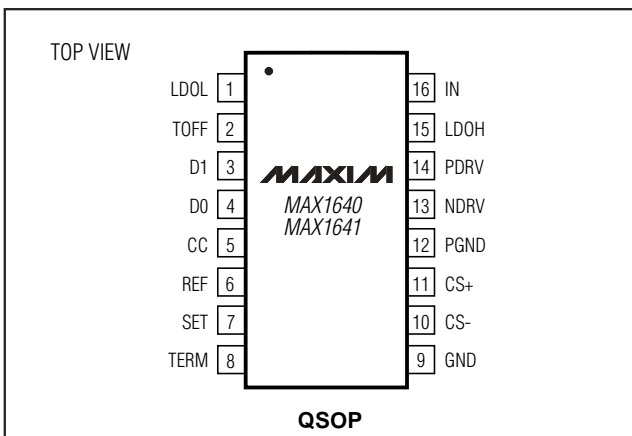 TOP VIEW
LDOL 1
TOFF 2
D1 3
D0 4
CC 5
REF 6
SET 7
TERM 8
MAXIM
MAX1640
MAX1641
16 IN
15 LDOH
14 PDRV
13 NDRV
12 PGND
11 CS+
10 CS-
9 GND
QSOP